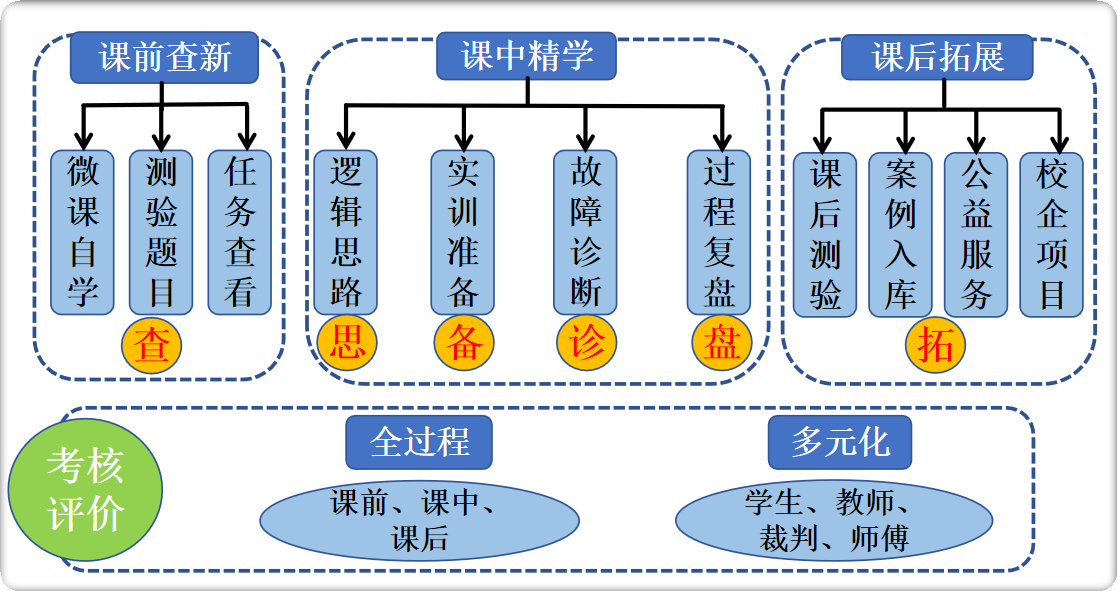 课前查新
微课自学
测验题目
任务查看
查
课中精学
逻辑思路
实训准备
故障诊断
过程复盘
思
备
诊
盘
课后拓展
课后测验
案例入库
公益服务
校企项目
拓
考核
评价
全过程
课前、课中、
课后
多元化
学生、教师、
裁判、师傅